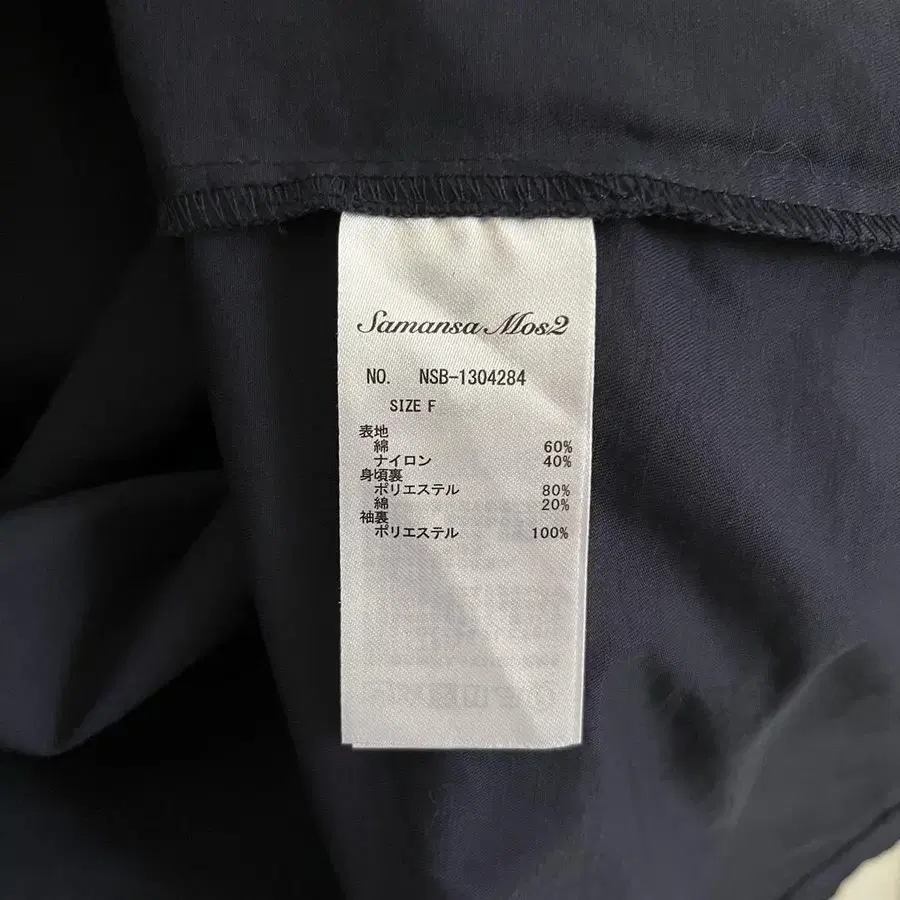 Samansa Mos2
NO. NSB-1304284
SIZE F
表地
綿 60%
ナイロン 40%
身頃裏
ポリエステル 80%
綿 20%
袖裏
ポリエステル 100%